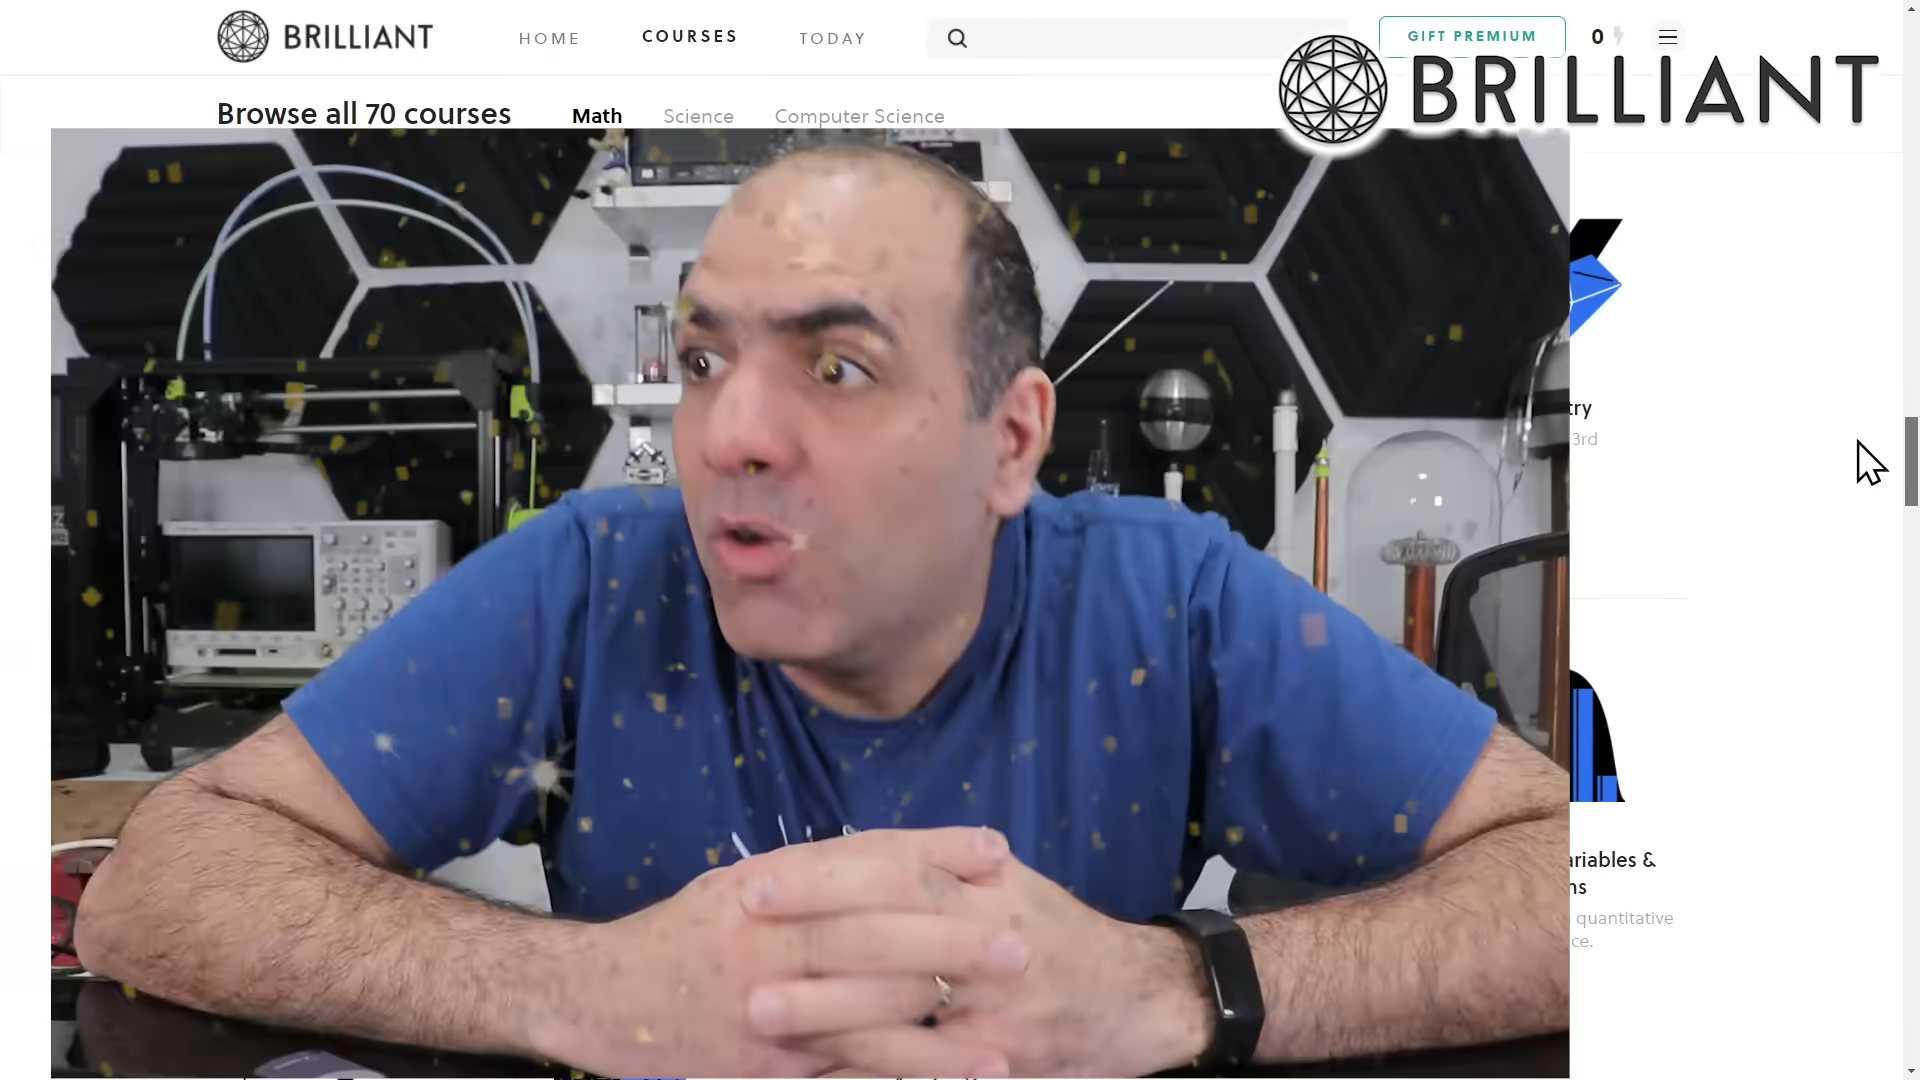 BRILLIANT
HOME COURSES TODAY
GIFT PREMIUM 0
BRILLIANT
Browse all 70 courses Math Science Computer Science
try
3rd
ariables &
ns
quantitative
ce.